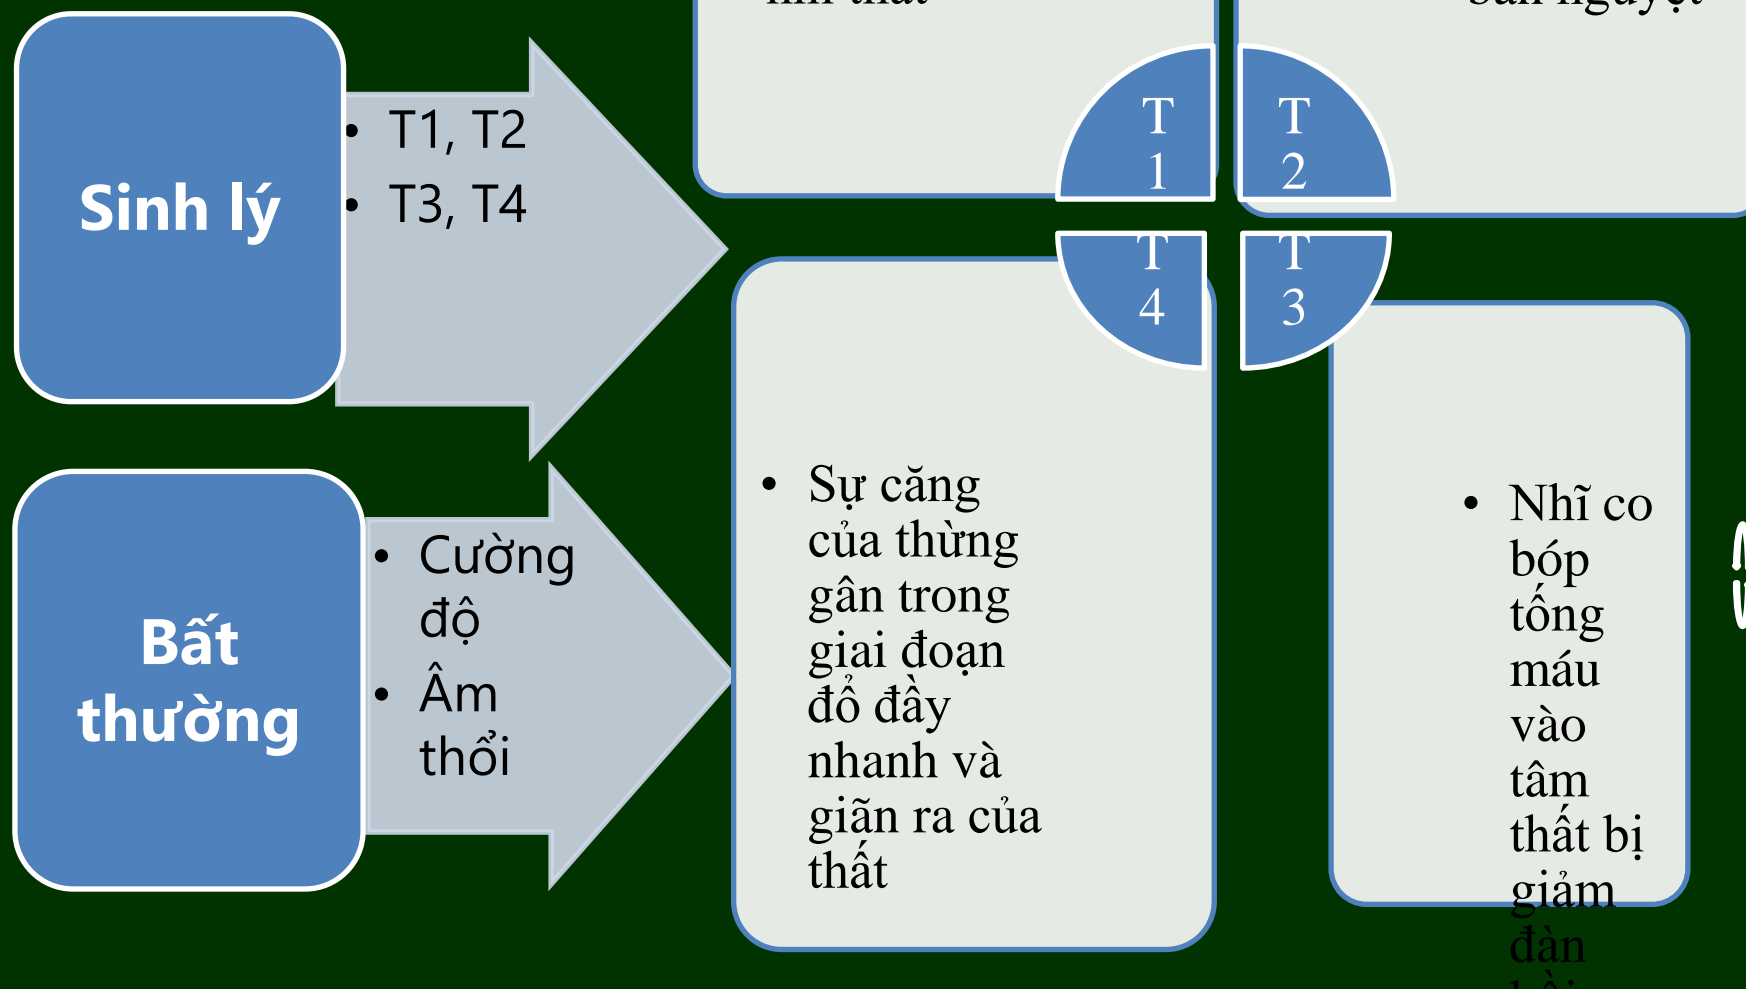 Sinh lý
• T1, T2
• T3, T4
Bất
thường
• Cường
độ
• Âm
thổi
T
1
T
2
T
4
T
3
• Sự căng
của thừng
gân trong
giai đoạn
đổ đầy
nhanh và
giãn ra của
thất
• Nhĩ co
bóp
tống
máu
vào
tâm
thất bị
giảm
đàn